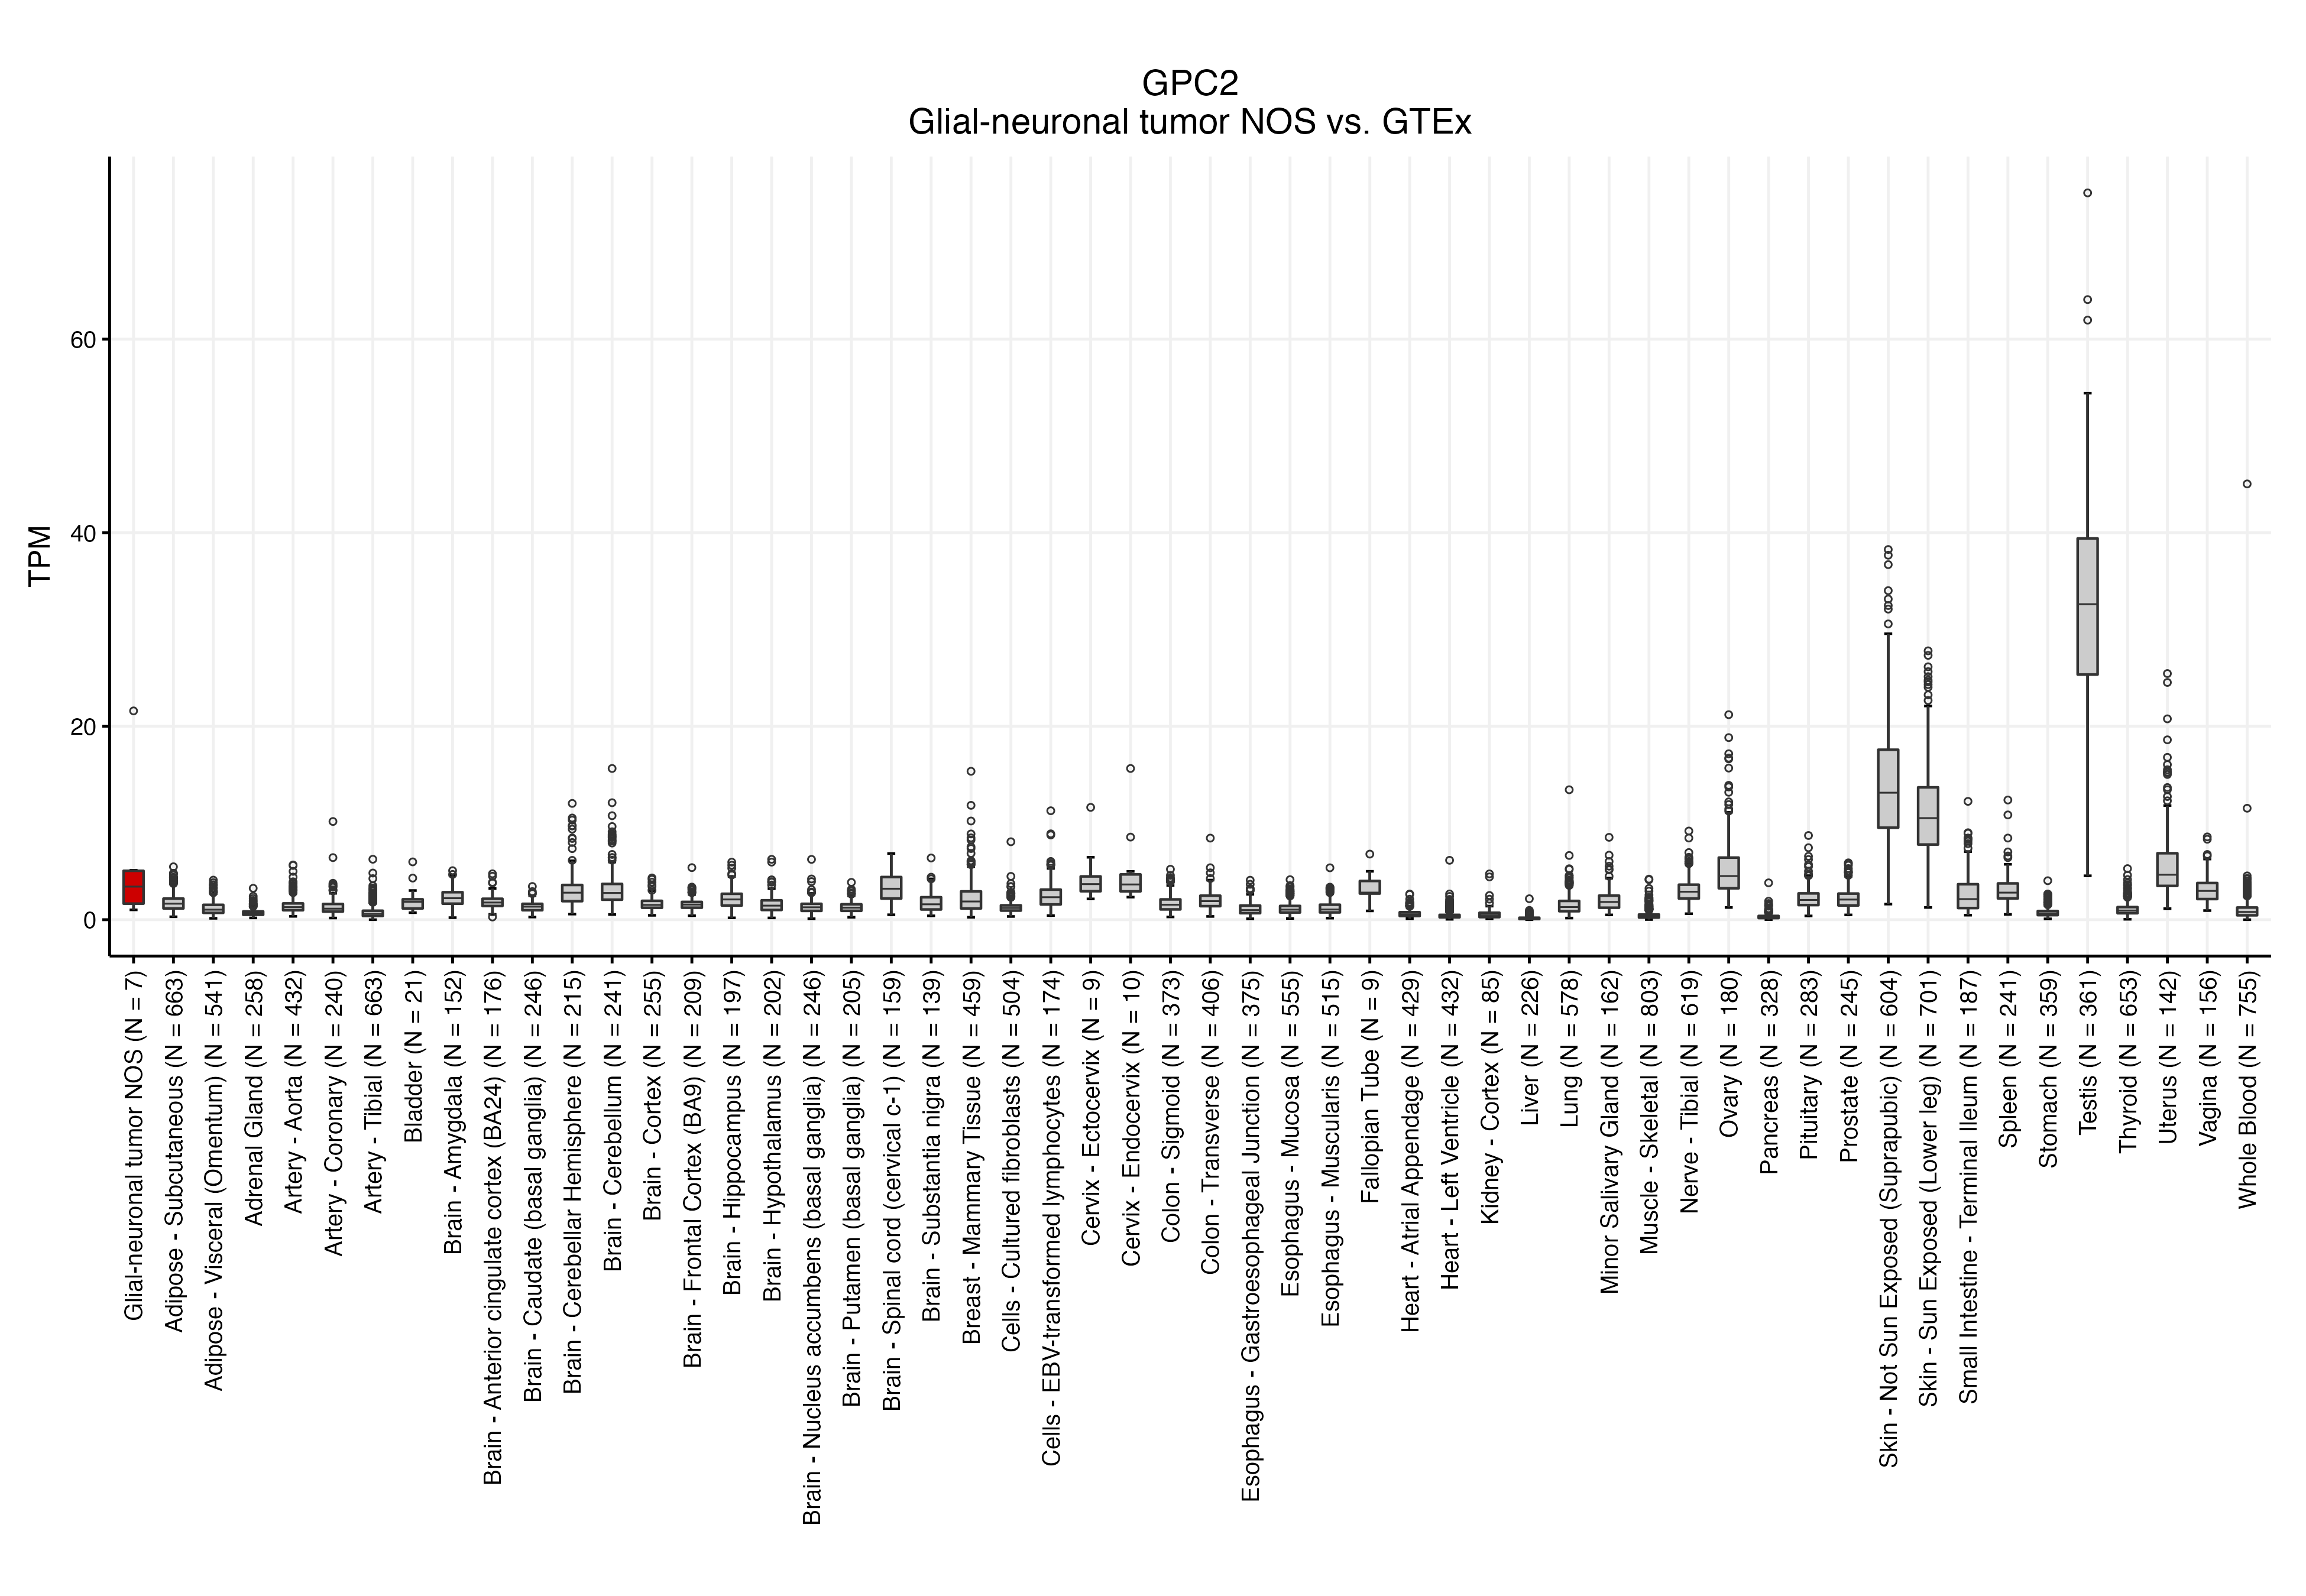 GPC2
Glial-neuronal tumor NOS vs. GTEx
TPM
60
40
20
0
Glial-neuronal tumor NOS (N = 7)
Adipose - Subcutaneous (N = 663)
Adipose - Visceral (Omentum) (N = 541)
Adrenal Gland (N = 258)
Artery - Aorta (N = 432)
Artery - Coronary (N = 240)
Artery - Tibial (N = 663)
Bladder (N = 21)
Brain - Amygdala (N = 152)
Brain - Anterior cingulate cortex (BA24) (N = 176)
Brain - Caudate (basal ganglia) (N = 246)
Brain - Cerebellar Hemisphere (N = 215)
Brain - Cerebellum (N = 241)
Brain - Cortex (N = 255)
Brain - Frontal Cortex (BA9) (N = 209)
Brain - Hippocampus (N = 197)
Brain - Hypothalamus (N = 202)
Brain - Nucleus accumbens (basal ganglia) (N = 246)
Brain - Putamen (basal ganglia) (N = 205)
Brain - Spinal cord (cervical c-1) (N = 159)
Brain - Substantia nigra (N = 139)
Breast - Mammary Tissue (N = 459)
Cells - Cultured fibroblasts (N = 504)
Cells - EBV-transformed lymphocytes (N = 174)
Cervix - Ectocervix (N = 9)
Cervix - Endocervix (N = 10)
Colon - Sigmoid (N = 373)
Colon - Transverse (N = 406)
Esophagus - Gastroesophageal Junction (N = 375)
Esophagus - Mucosa (N = 555)
Esophagus - Muscularis (N = 515)
Fallopian Tube (N = 9)
Heart - Atrial Appendage (N = 429)
Heart - Left Ventricle (N = 432)
Kidney - Cortex (N = 85)
Liver (N = 226)
Lung (N = 578)
Minor Salivary Gland (N = 162)
Muscle - Skeletal (N = 803)
Nerve - Tibial (N = 619)
Ovary (N = 180)
Pancreas (N = 328)
Pituitary (N = 283)
Prostate (N = 245)
Skin - Not Sun Exposed (Suprapubic) (N = 604)
Skin - Sun Exposed (Lower leg) (N = 701)
Small Intestine - Terminal Ileum (N = 187)
Spleen (N = 241)
Stomach (N = 359)
Testis (N = 361)
Thyroid (N = 653)
Uterus (N = 142)
Vagina (N = 156)
Whole Blood (N = 755)